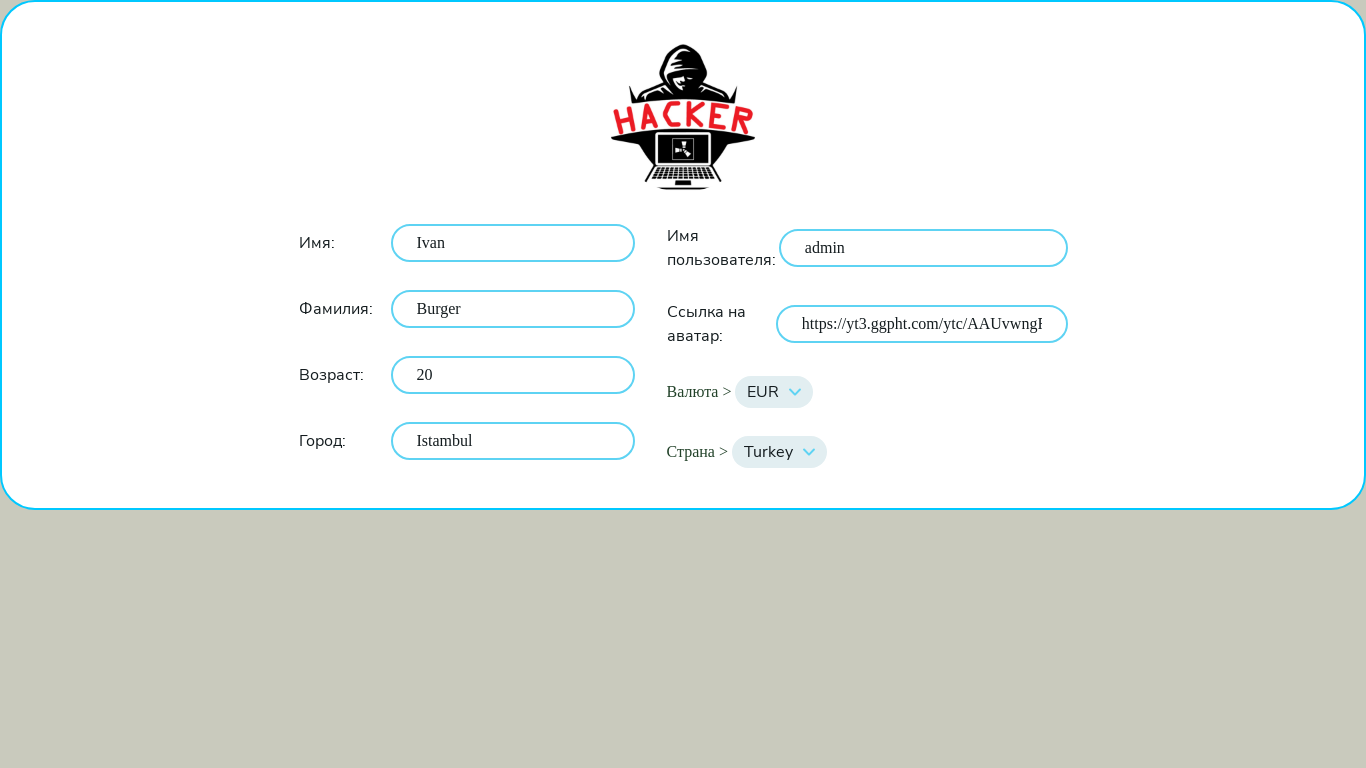 HACKER
Имя:
Ivan
Фамилия:
Burger
Возраст:
20
Город:
Istambul
Имя
пользователя:
admin
Ссылка на
аватар:
https://yt3.ggpht.com/ytc/AAUvwng
Валюта > EUR
Страна > Turkey